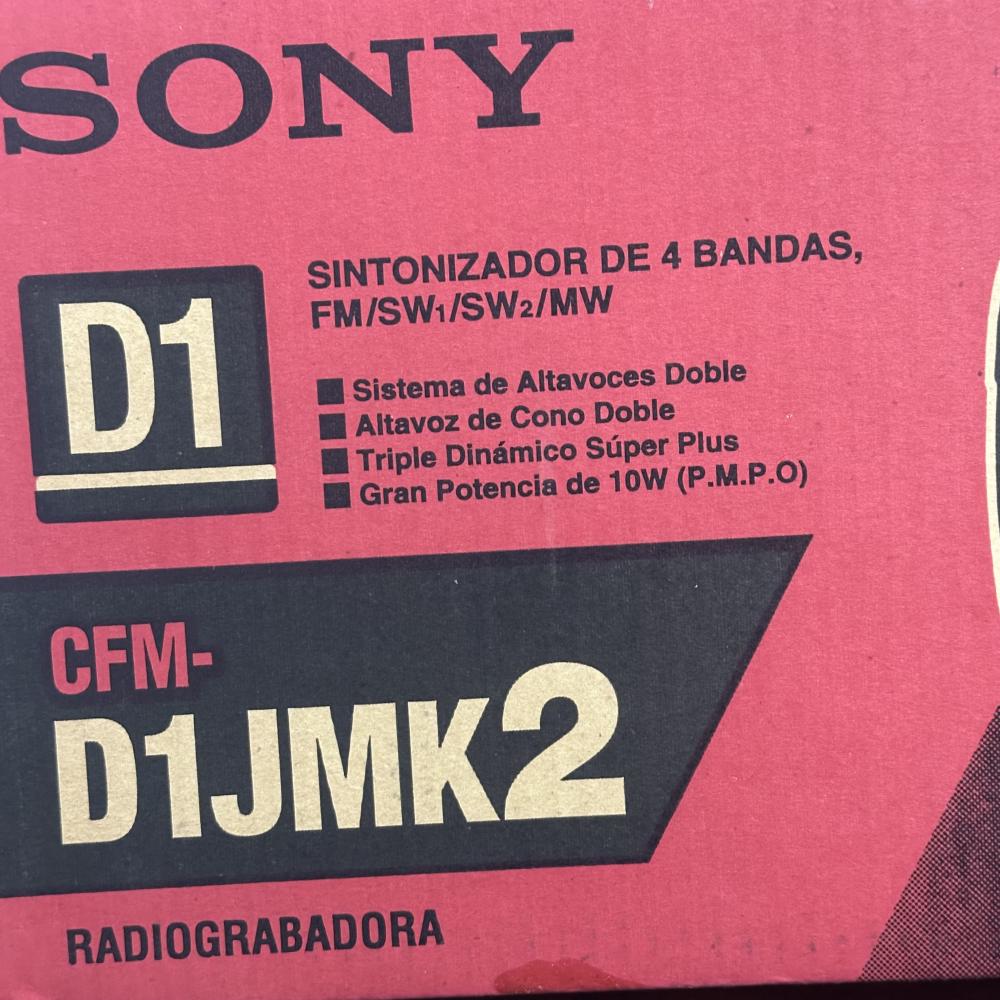 SONY
D1
SINTONIZADOR DE 4 BANDAS,
FM/SW1/SW2/MW
■ Sistema de Altavoces Doble
■ Altavoz de Cono Doble
■ Triple Dinámico Súper Plus
■ Gran Potencia de 10W (P.M.P.O)
CFM-
D1JMK2
RADIOGRABADORA